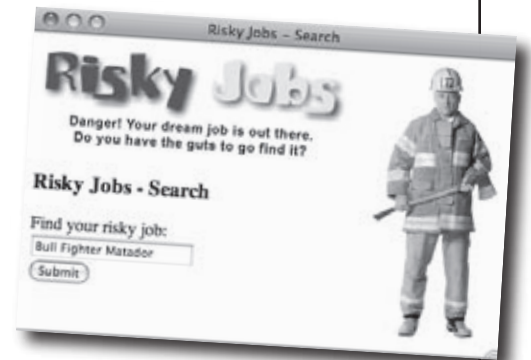 Risky Jobs - Search
Risky Jobs
Danger! Your dream job is out there.
Do you have the guts to go find it?
Risky Jobs - Search
Find your risky job:
Bull Fighter Matador
Submit